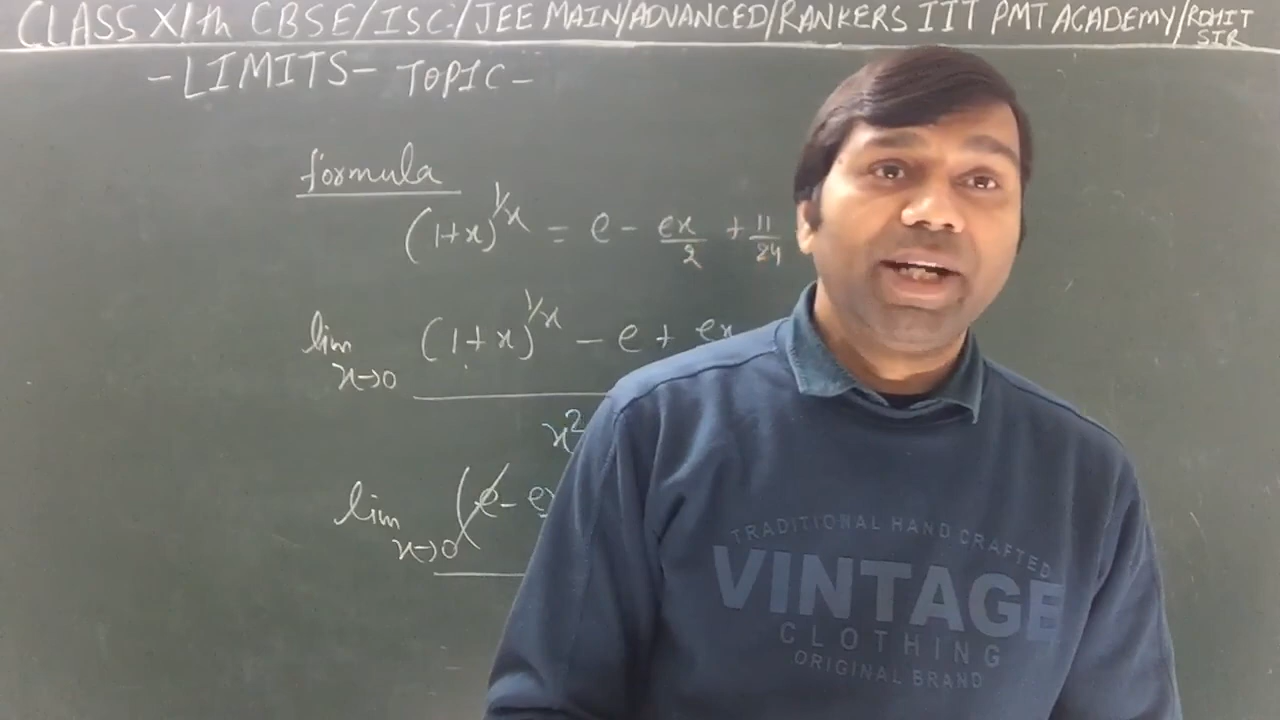 CLASS XIth CBSE/ISC/JEE MAIN/ADVANCED/RANKERS IIT PMT ACADEMY/ROHIT SIR
-LIMITS- TOPIC-
formula
(1+x)^{1/x} = e - ex/2 + 11/24
lim x→0 (1+x)^{1/x} - e + ex
x^2
lim x→0 (e - e
TRADITIONAL HAND CRAFTED
VINTAGE
CLOTHING
ORIGINAL BRAND